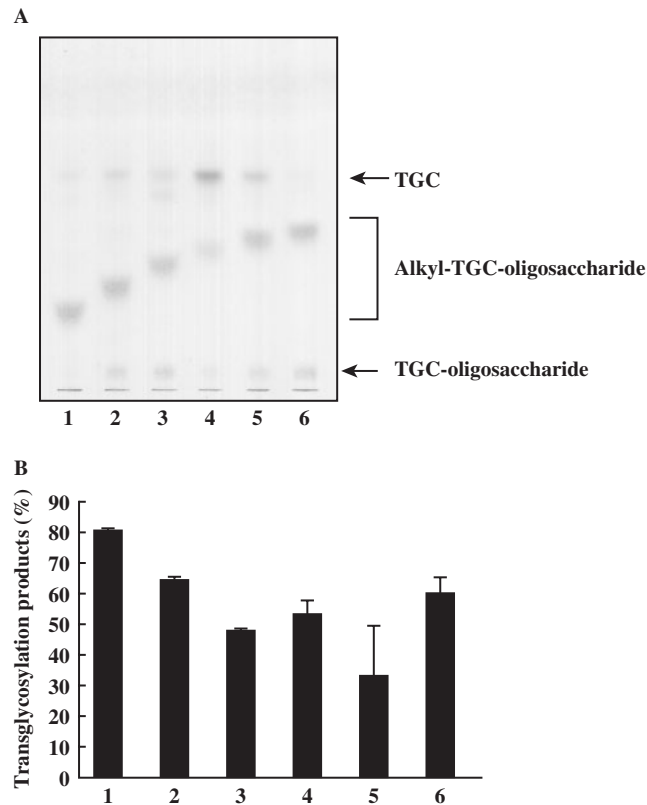 A
TGC
Alkyl-TGC-oligosaccharide
TGC-oligosaccharide
1 2 3 4 5 6
B
Transglycosylation products (%)
90
80
70
60
50
40
30
20
10
0
1 2 3 4 5 6